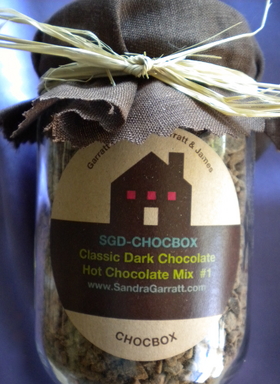 Garratt & James
SGD-CHOCBOX
Classic Dark Chocolate
Hot Chocolate Mix #1
www.SandraGarratt.com
CHOCBOX